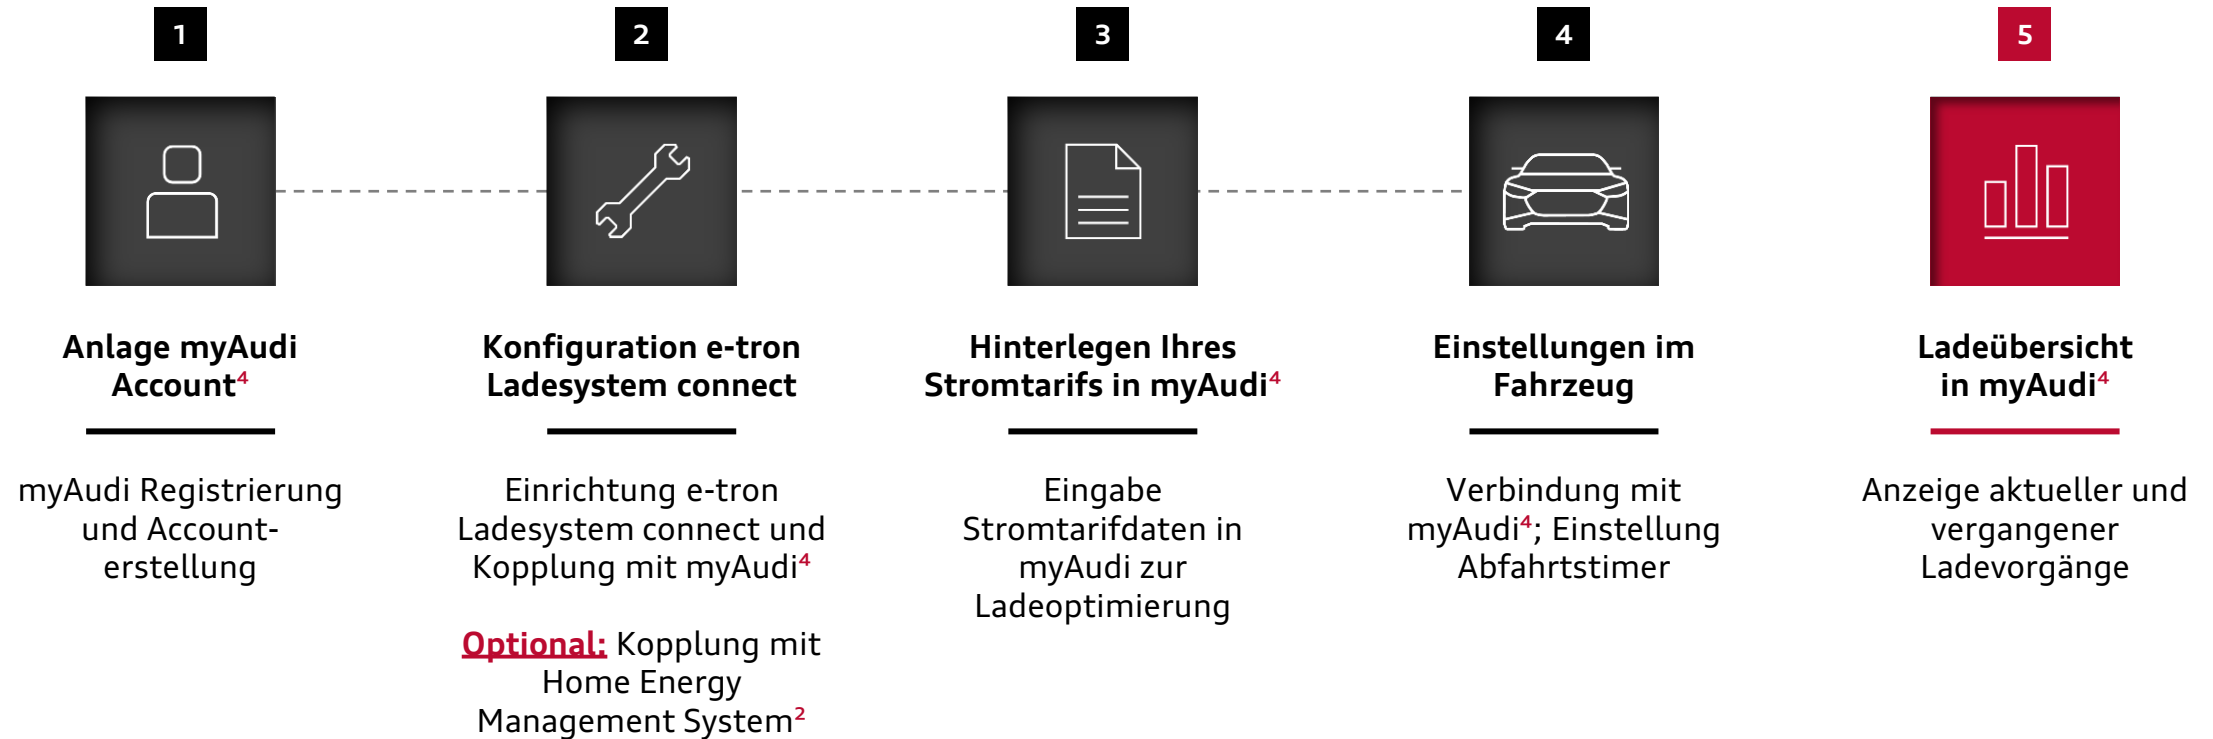 1
Anlage myAudi
Account⁴
myAudi Registrierung
und Account-
erstellung
2
Konfiguration e-tron
Ladesystem connect
Einrichtung e-tron
Ladesystem connect und
Kopplung mit myAudi⁴
Optional: Kopplung mit
Home Energy
Management System²
3
Hinterlegen Ihres
Stromtarifs in myAudi⁴
Eingabe
Stromtarifdaten in
myAudi zur
Ladeoptimierung
4
Einstellungen im
Fahrzeug
Verbindung mit
myAudi⁴; Einstellung
Abfahrtstimer
5
Ladeübersicht
in myAudi⁴
Anzeige aktueller und
vergangener
Ladevorgänge